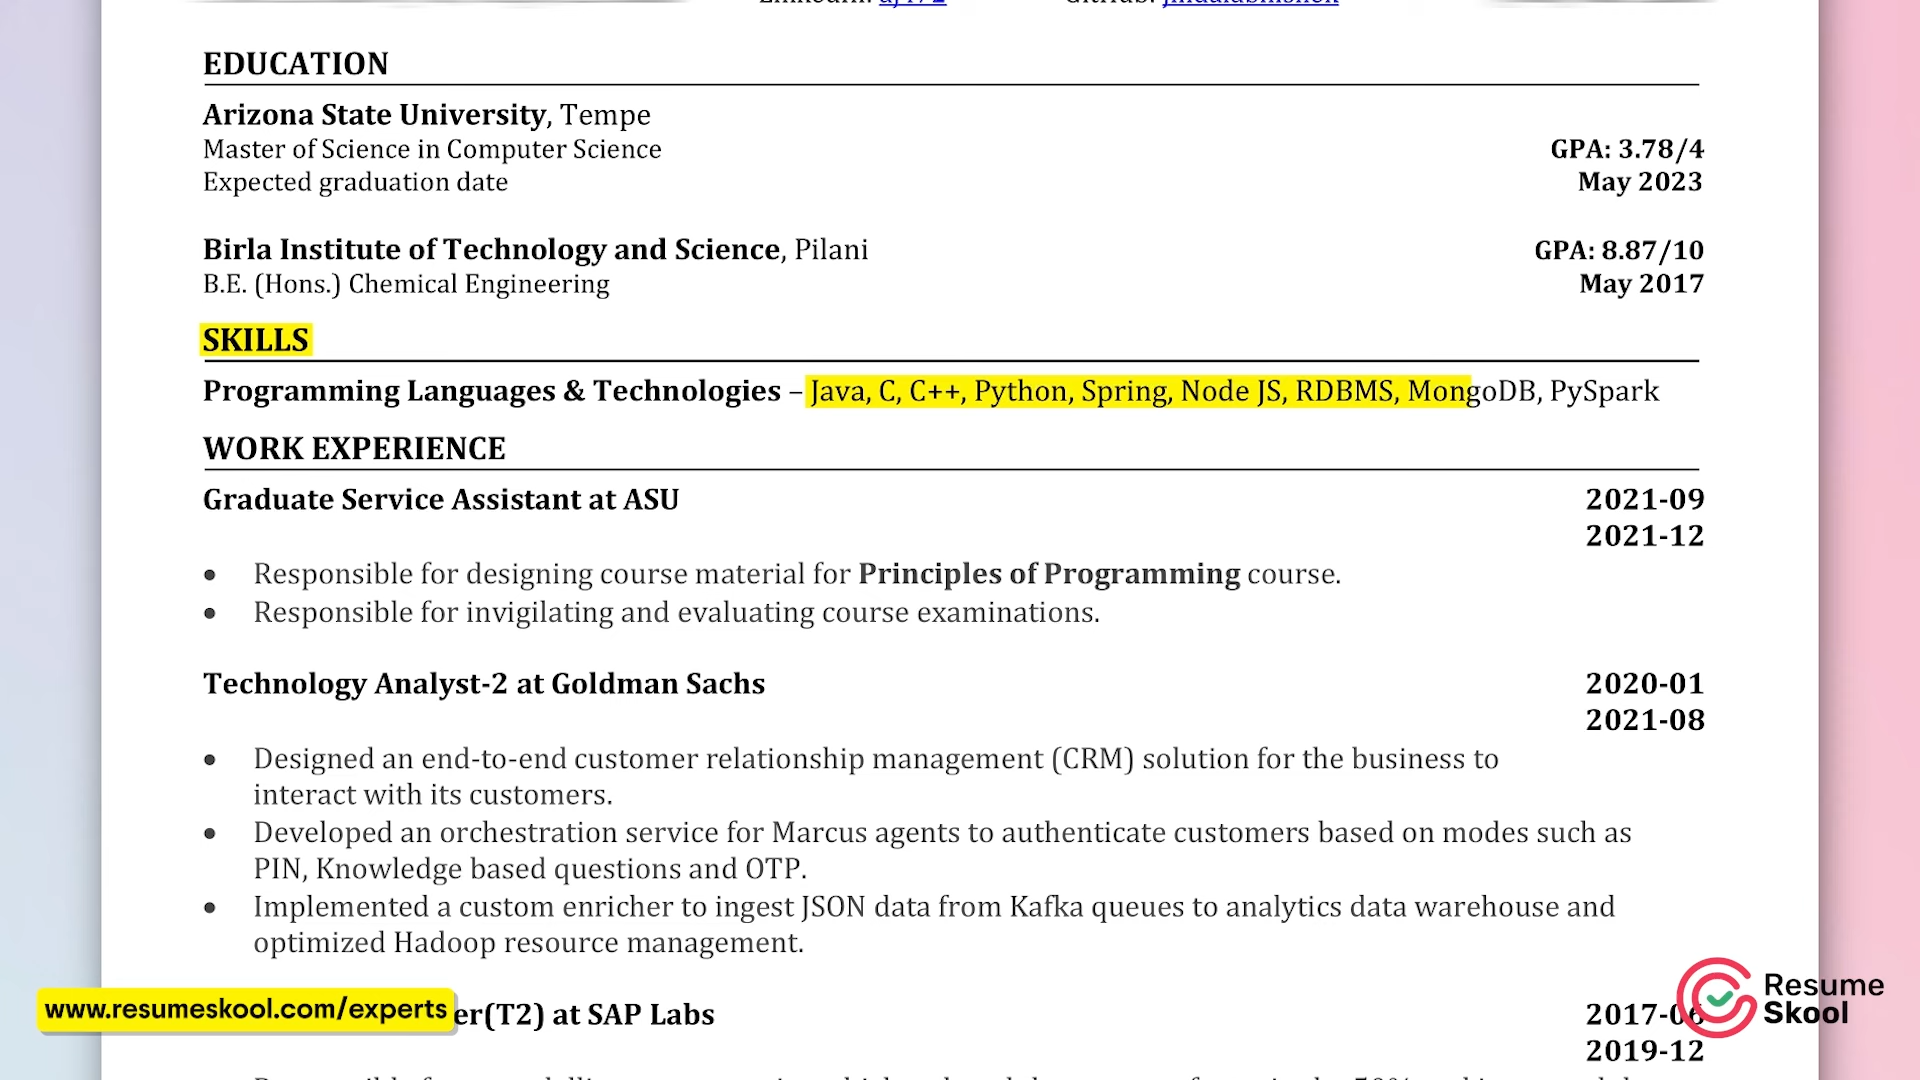 EDUCATION
Arizona State University, Tempe
Master of Science in Computer Science GPA: 3.78/4
Expected graduation date May 2023
Birla Institute of Technology and Science, Pilani GPA: 8.87/10
B.E. (Hons.) Chemical Engineering May 2017
SKILLS
Programming Languages & Technologies – Java, C, C++, Python, Spring, Node JS, RDBMS, MongoDB, PySpark
WORK EXPERIENCE
Graduate Service Assistant at ASU 2021-09
2021-12
• Responsible for designing course material for Principles of Programming course.
• Responsible for invigilating and evaluating course examinations.
Technology Analyst-2 at Goldman Sachs 2020-01
2021-08
• Designed an end-to-end customer relationship management (CRM) solution for the business to
interact with its customers.
• Developed an orchestration service for Marcus agents to authenticate customers based on modes such as
PIN, Knowledge based questions and OTP.
• Implemented a custom enricher to ingest JSON data from Kafka queues to analytics data warehouse and
optimized Hadoop resource management.
www.resumeskool.com/experts
er(T2) at SAP Labs 2017-06
2019-12
Resume
Skool